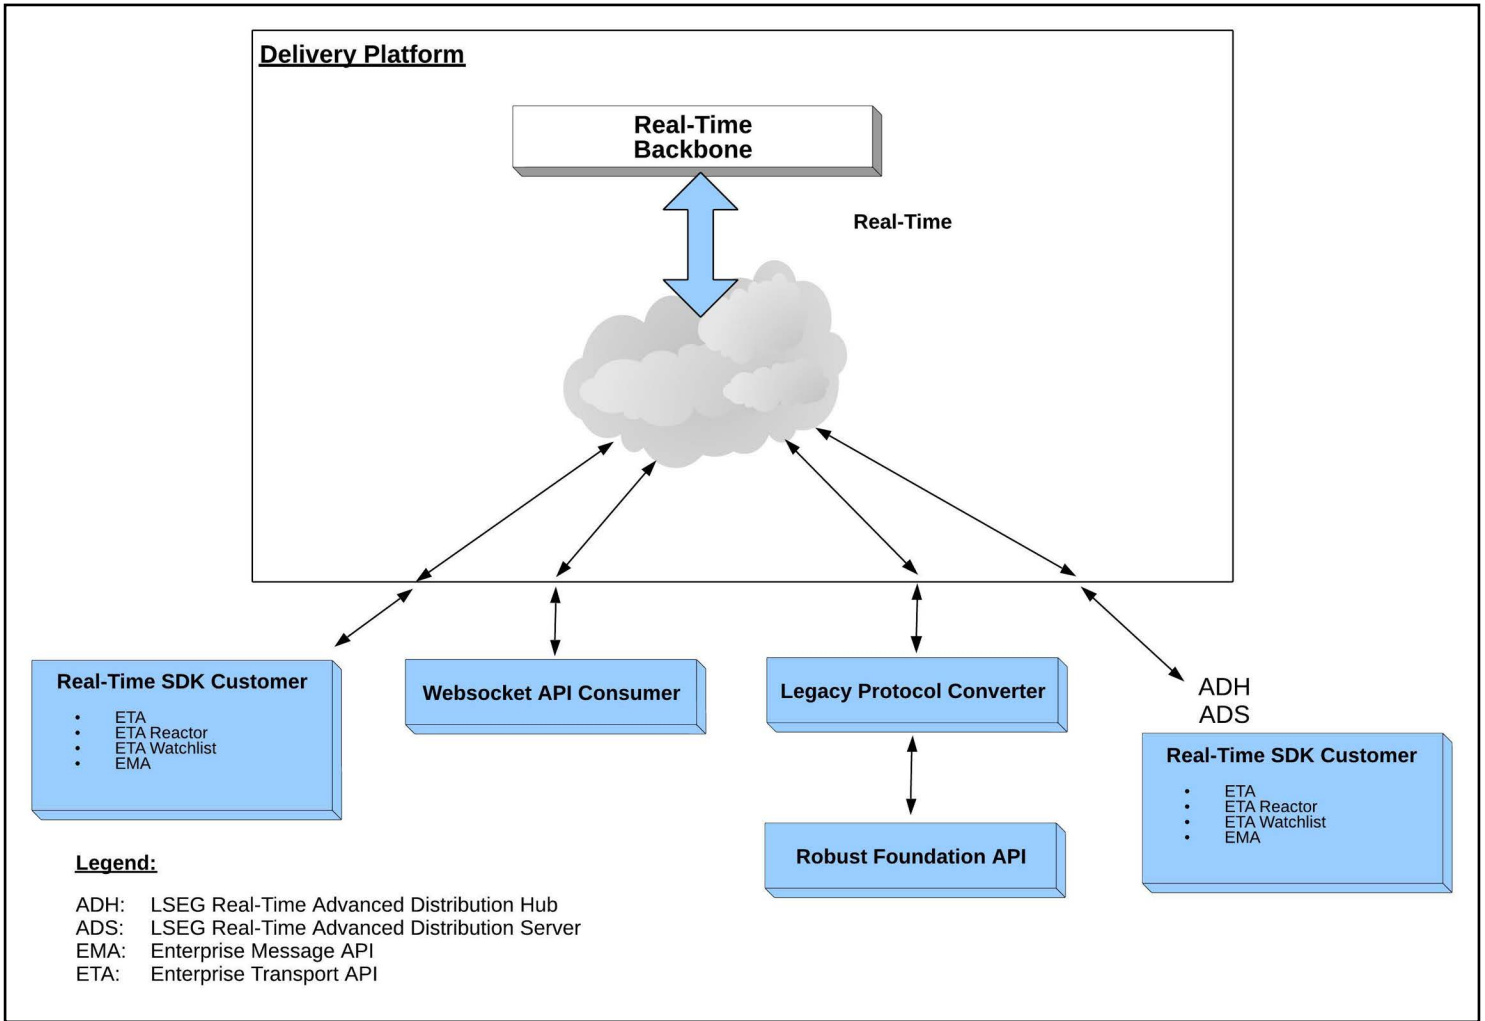 Delivery Platform
Real-Time
Backbone
Real-Time
Real-Time SDK Customer
• ETA
• ETA Reactor
• ETA Watchlist
• EMA
Websocket API Consumer
Legacy Protocol Converter
Robust Foundation API
ADH
ADS
Real-Time SDK Customer
• ETA
• ETA Reactor
• ETA Watchlist
• EMA
Legend:
ADH: LSEG Real-Time Advanced Distribution Hub
ADS: LSEG Real-Time Advanced Distribution Server
EMA: Enterprise Message API
ETA: Enterprise Transport API